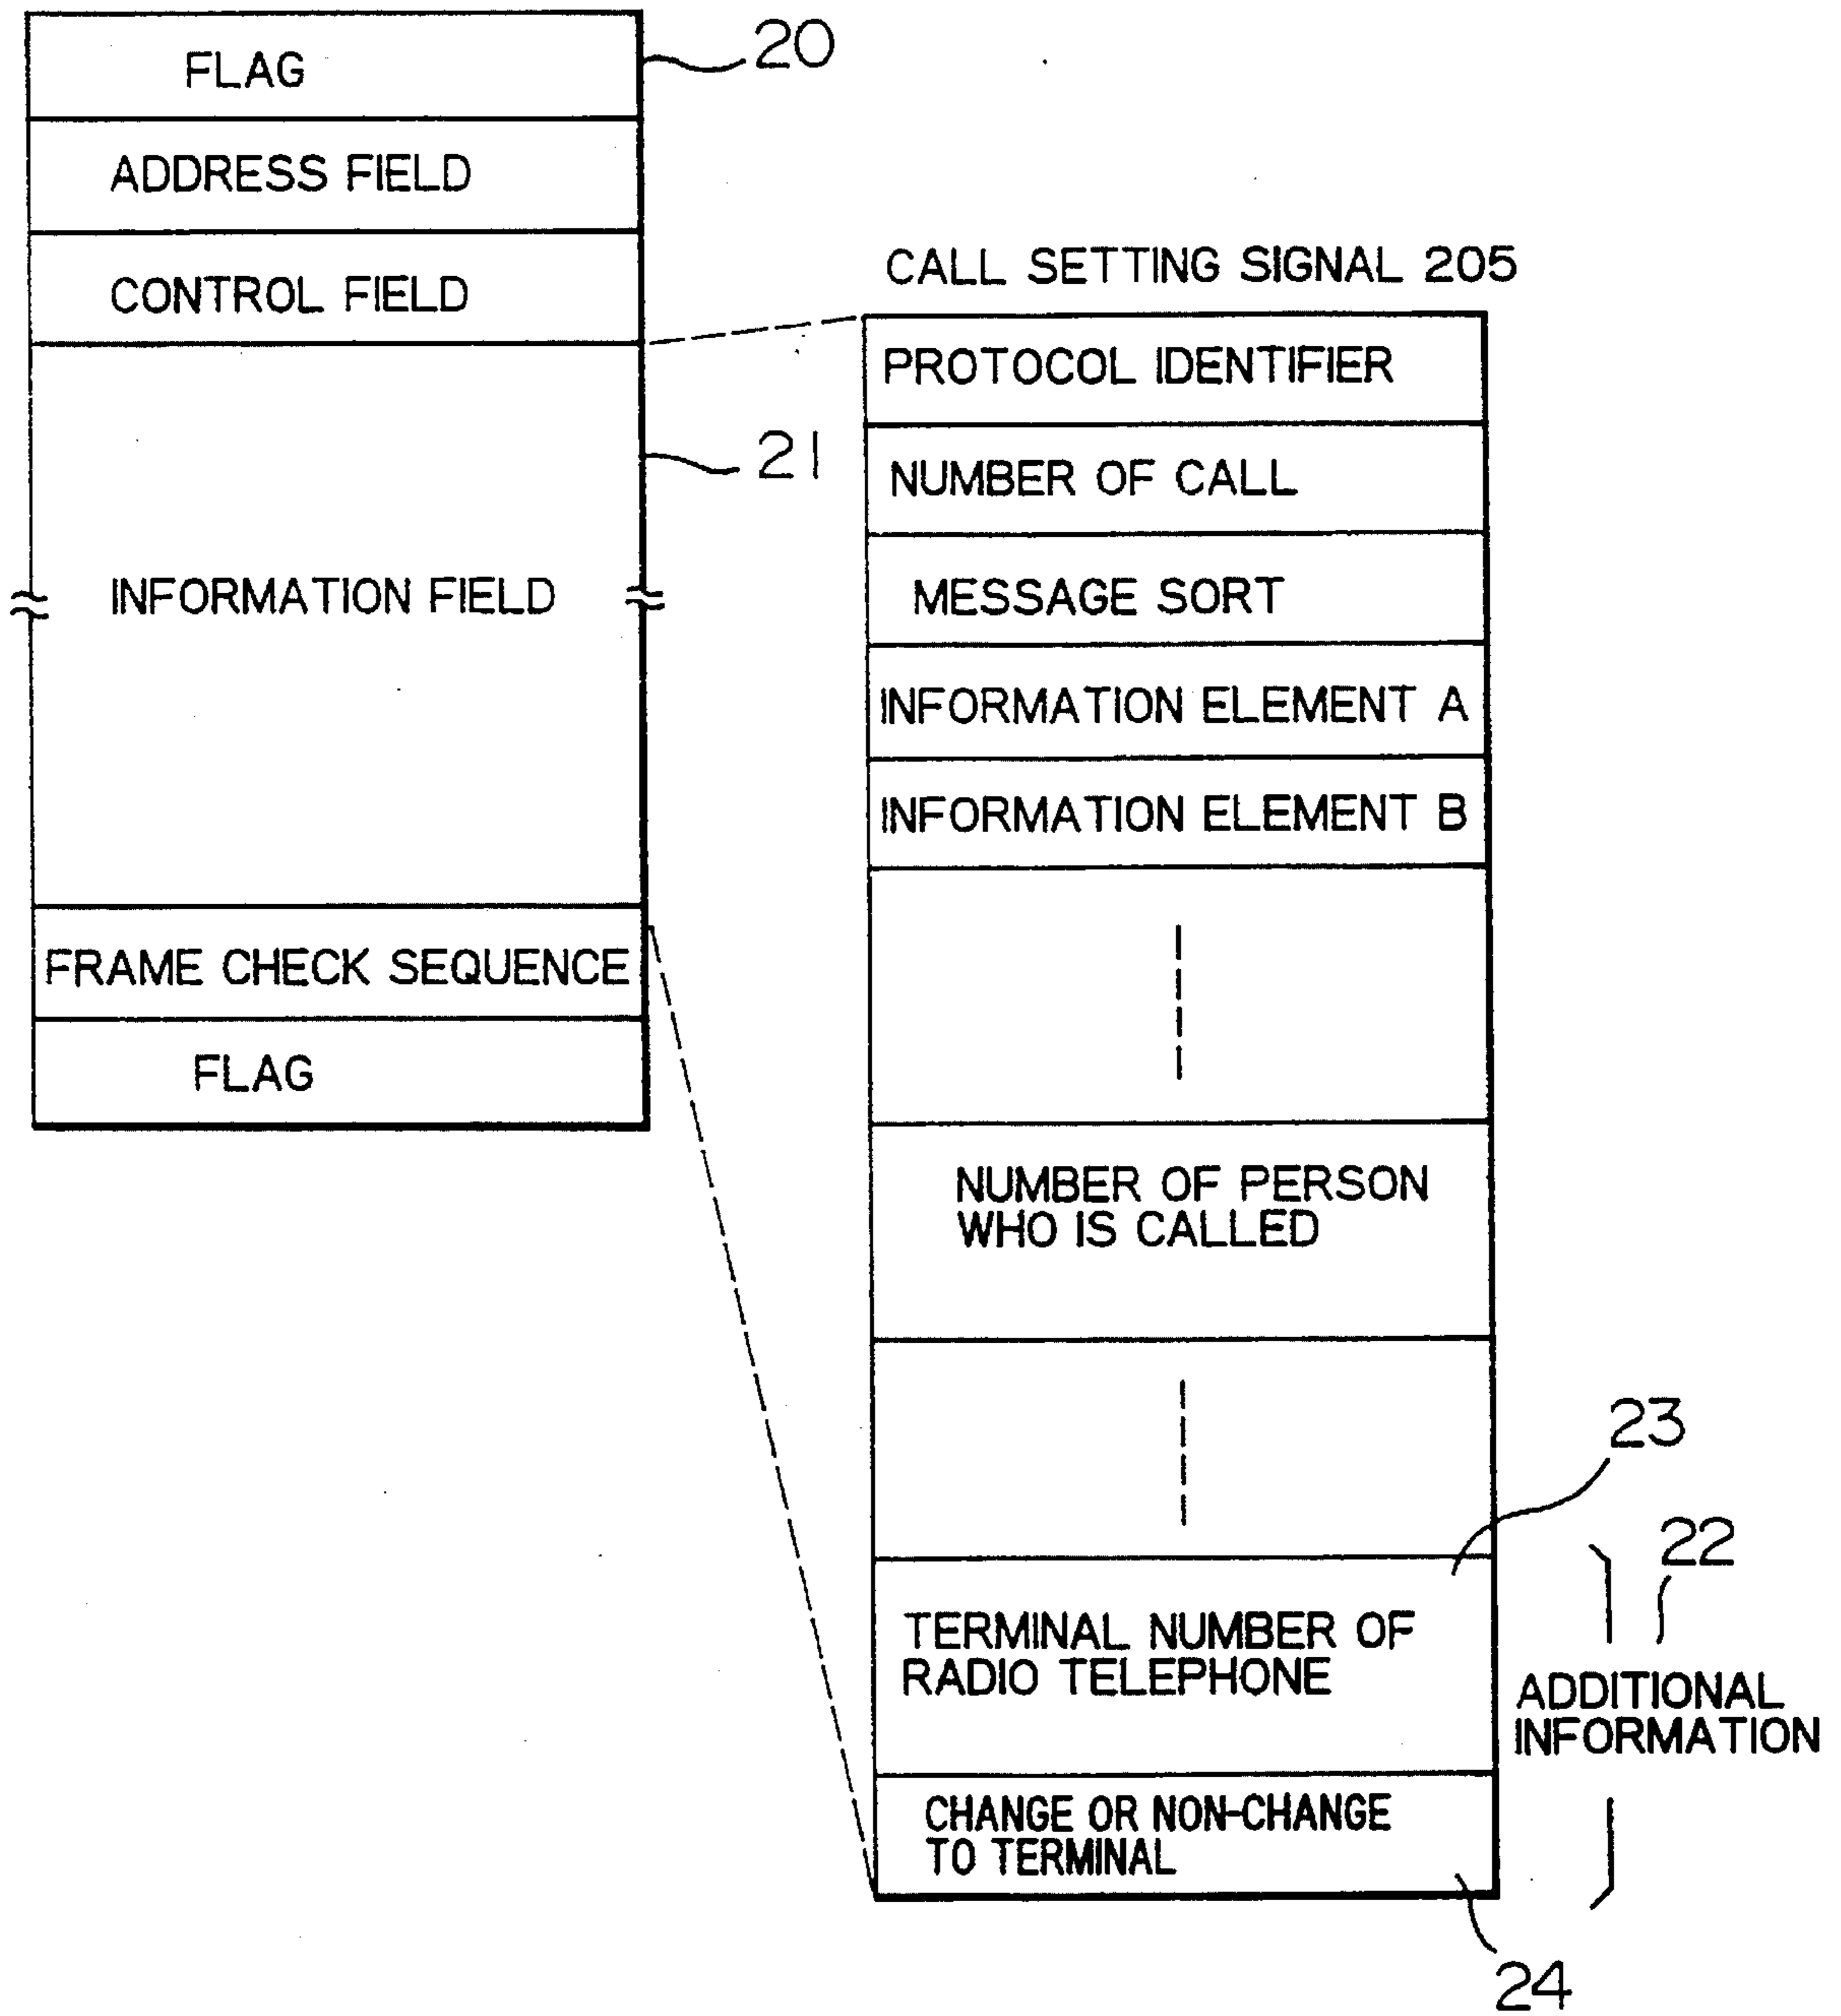 FLAG
20
ADDRESS FIELD
CONTROL FIELD
21
INFORMATION FIELD
FRAME CHECK SEQUENCE
FLAG
CALL SETTING SIGNAL 205
PROTOCOL IDENTIFIER
NUMBER OF CALL
MESSAGE SORT
INFORMATION ELEMENT A
INFORMATION ELEMENT B
NUMBER OF PERSON
WHO IS CALLED
23
22
TERMINAL NUMBER OF
RADIO TELEPHONE
ADDITIONAL
INFORMATION
CHANGE OR NON-CHANGE
TO TERMINAL
24